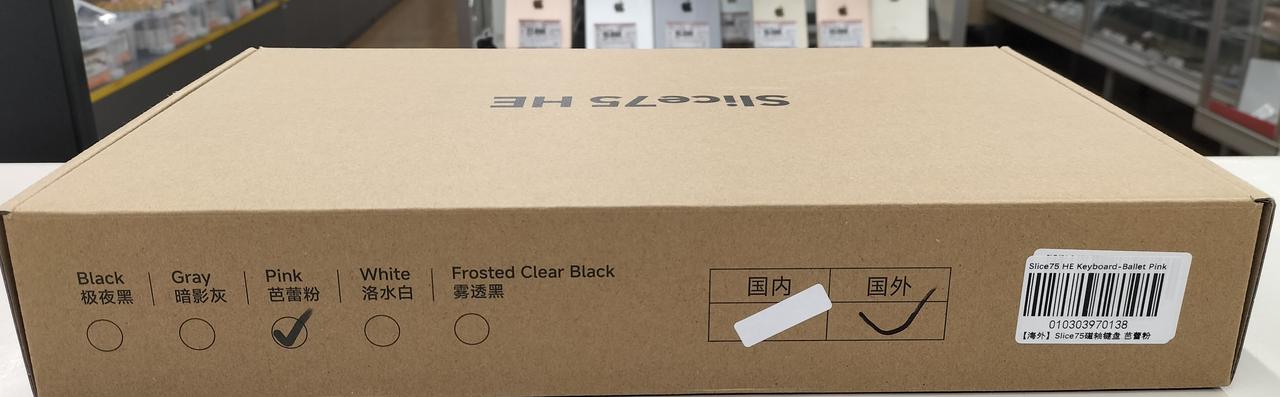 Slice75 HE
Black
极夜黑
Gray
暗影灰
Pink
芭蕾粉
White
洛水白
Frosted Clear Black
雾透黑
国内
国外
Slice75 HE Keyboard-Ballet Pink
010303970138
【海外】Slice75磁轴键盘 芭蕾粉